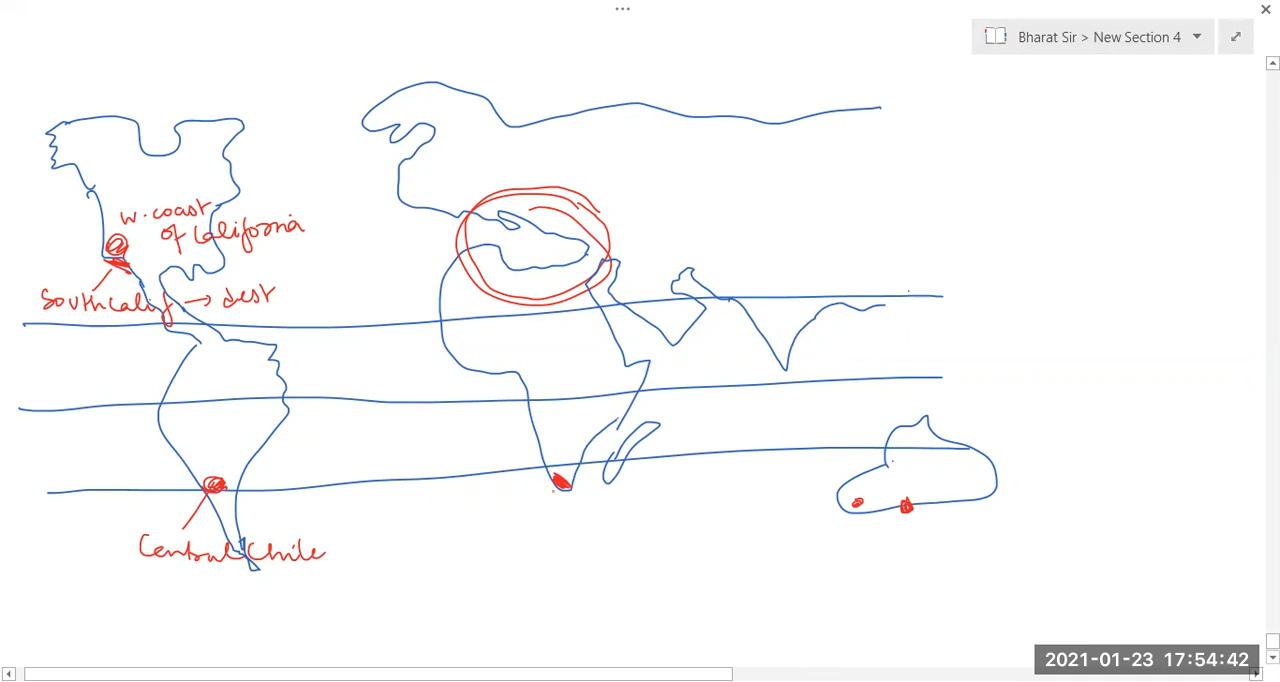 Bharat Sir > New Section 4
W. coast
of California
South Calif → dest
Central Chile
2021-01-23 17:54:42